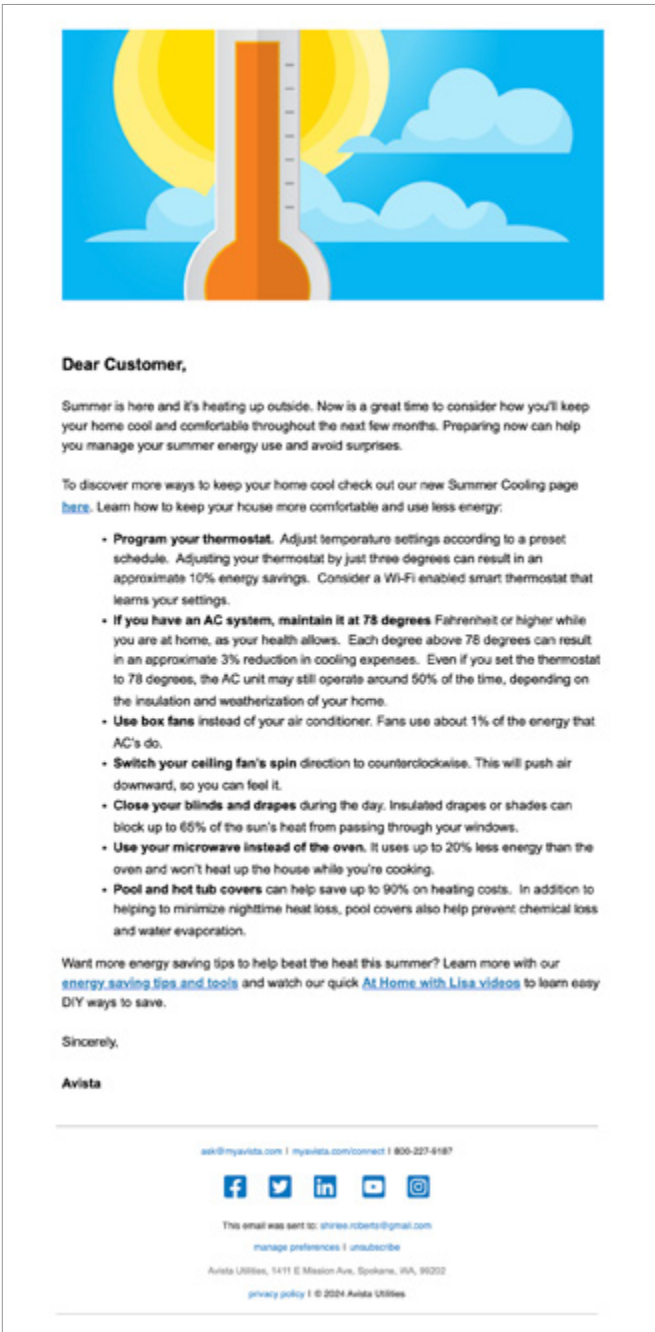 Dear Customer,
Summer is here and it's heating up outside. Now is a great time to consider how you'll keep
your home cool and comfortable throughout the next few months. Preparing now can help
you manage your summer energy use and avoid surprises.
To discover more ways to keep your home cool check out our new Summer Cooling page
here. Learn how to keep your house more comfortable and use less energy:
• Program your thermostat. Adjust temperature settings according to a preset
schedule. Adjusting your thermostat by just three degrees can result in an
approximate 10% energy savings. Consider a Wi-Fi enabled smart thermostat that
learns your settings.
• If you have an AC system, maintain it at 78 degrees Fahrenheit or higher while
you are at home, as your health allows. Each degree above 78 degrees can result
in an approximate 3% reduction in cooling expenses. Even if you set the thermostat
to 78 degrees, the AC unit may still operate around 50% of the time, depending on
the insulation and weatherization of your home.
• Use box fans instead of your air conditioner. Fans use about 1% of the energy that
AC's do.
• Switch your ceiling fan's spin direction to counterclockwise. This will push air
downward, so you can feel it.
• Close your blinds and drapes during the day. Insulated drapes or shades can
block up to 65% of the sun's heat from passing through your windows.
• Use your microwave instead of the oven. It uses up to 20% less energy than the
oven and won't heat up the house while you're cooking.
• Pool and hot tub covers can help save up to 90% on heating costs. In addition to
helping to minimize nighttime heat loss, pool covers also help prevent chemical loss
and water evaporation.
Want more energy saving tips to help beat the heat this summer? Learn more with our
energy saving tips and tools and watch our quick At Home with Lisa videos to learn easy
DIY ways to save.
Sincerely,
Avista
ask@myavista.com | myavista.com/connect | 800-227-9187
This email was sent to: shirlee.roberts@gmail.com
manage preferences | unsubscribe
Avista Utilities, 1411 E Mission Ave, Spokane, WA, 99202
privacy policy | © 2024 Avista Utilities